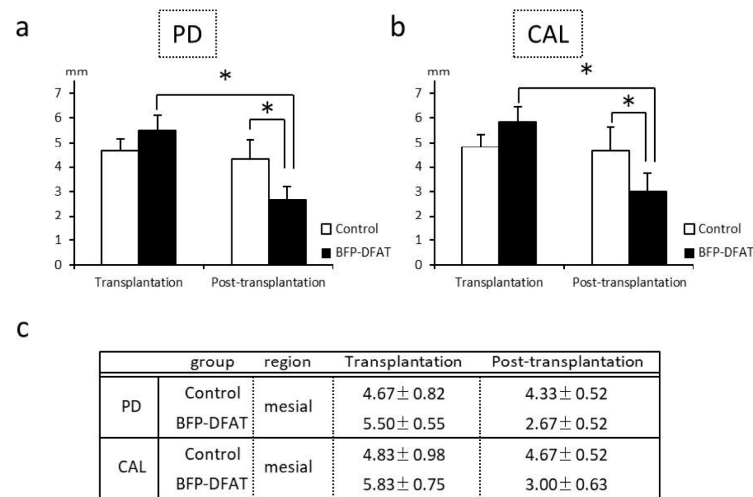 a
PD
mm
*
*
7
6
5
4
3
2
1
0
Control
BFP-DFAT
Transplantation
Post-transplantation
b
CAL
mm
*
*
7
6
5
4
3
2
1
0
Control
BFP-DFAT
Transplantation
Post-transplantation
c
group region Transplantation Post-transplantation
PD Control mesial 4.67± 0.82 4.33± 0.52
BFP-DFAT 5.50± 0.55 2.67± 0.52
CAL Control mesial 4.83± 0.98 4.67± 0.52
BFP-DFAT 5.83± 0.75 3.00± 0.63